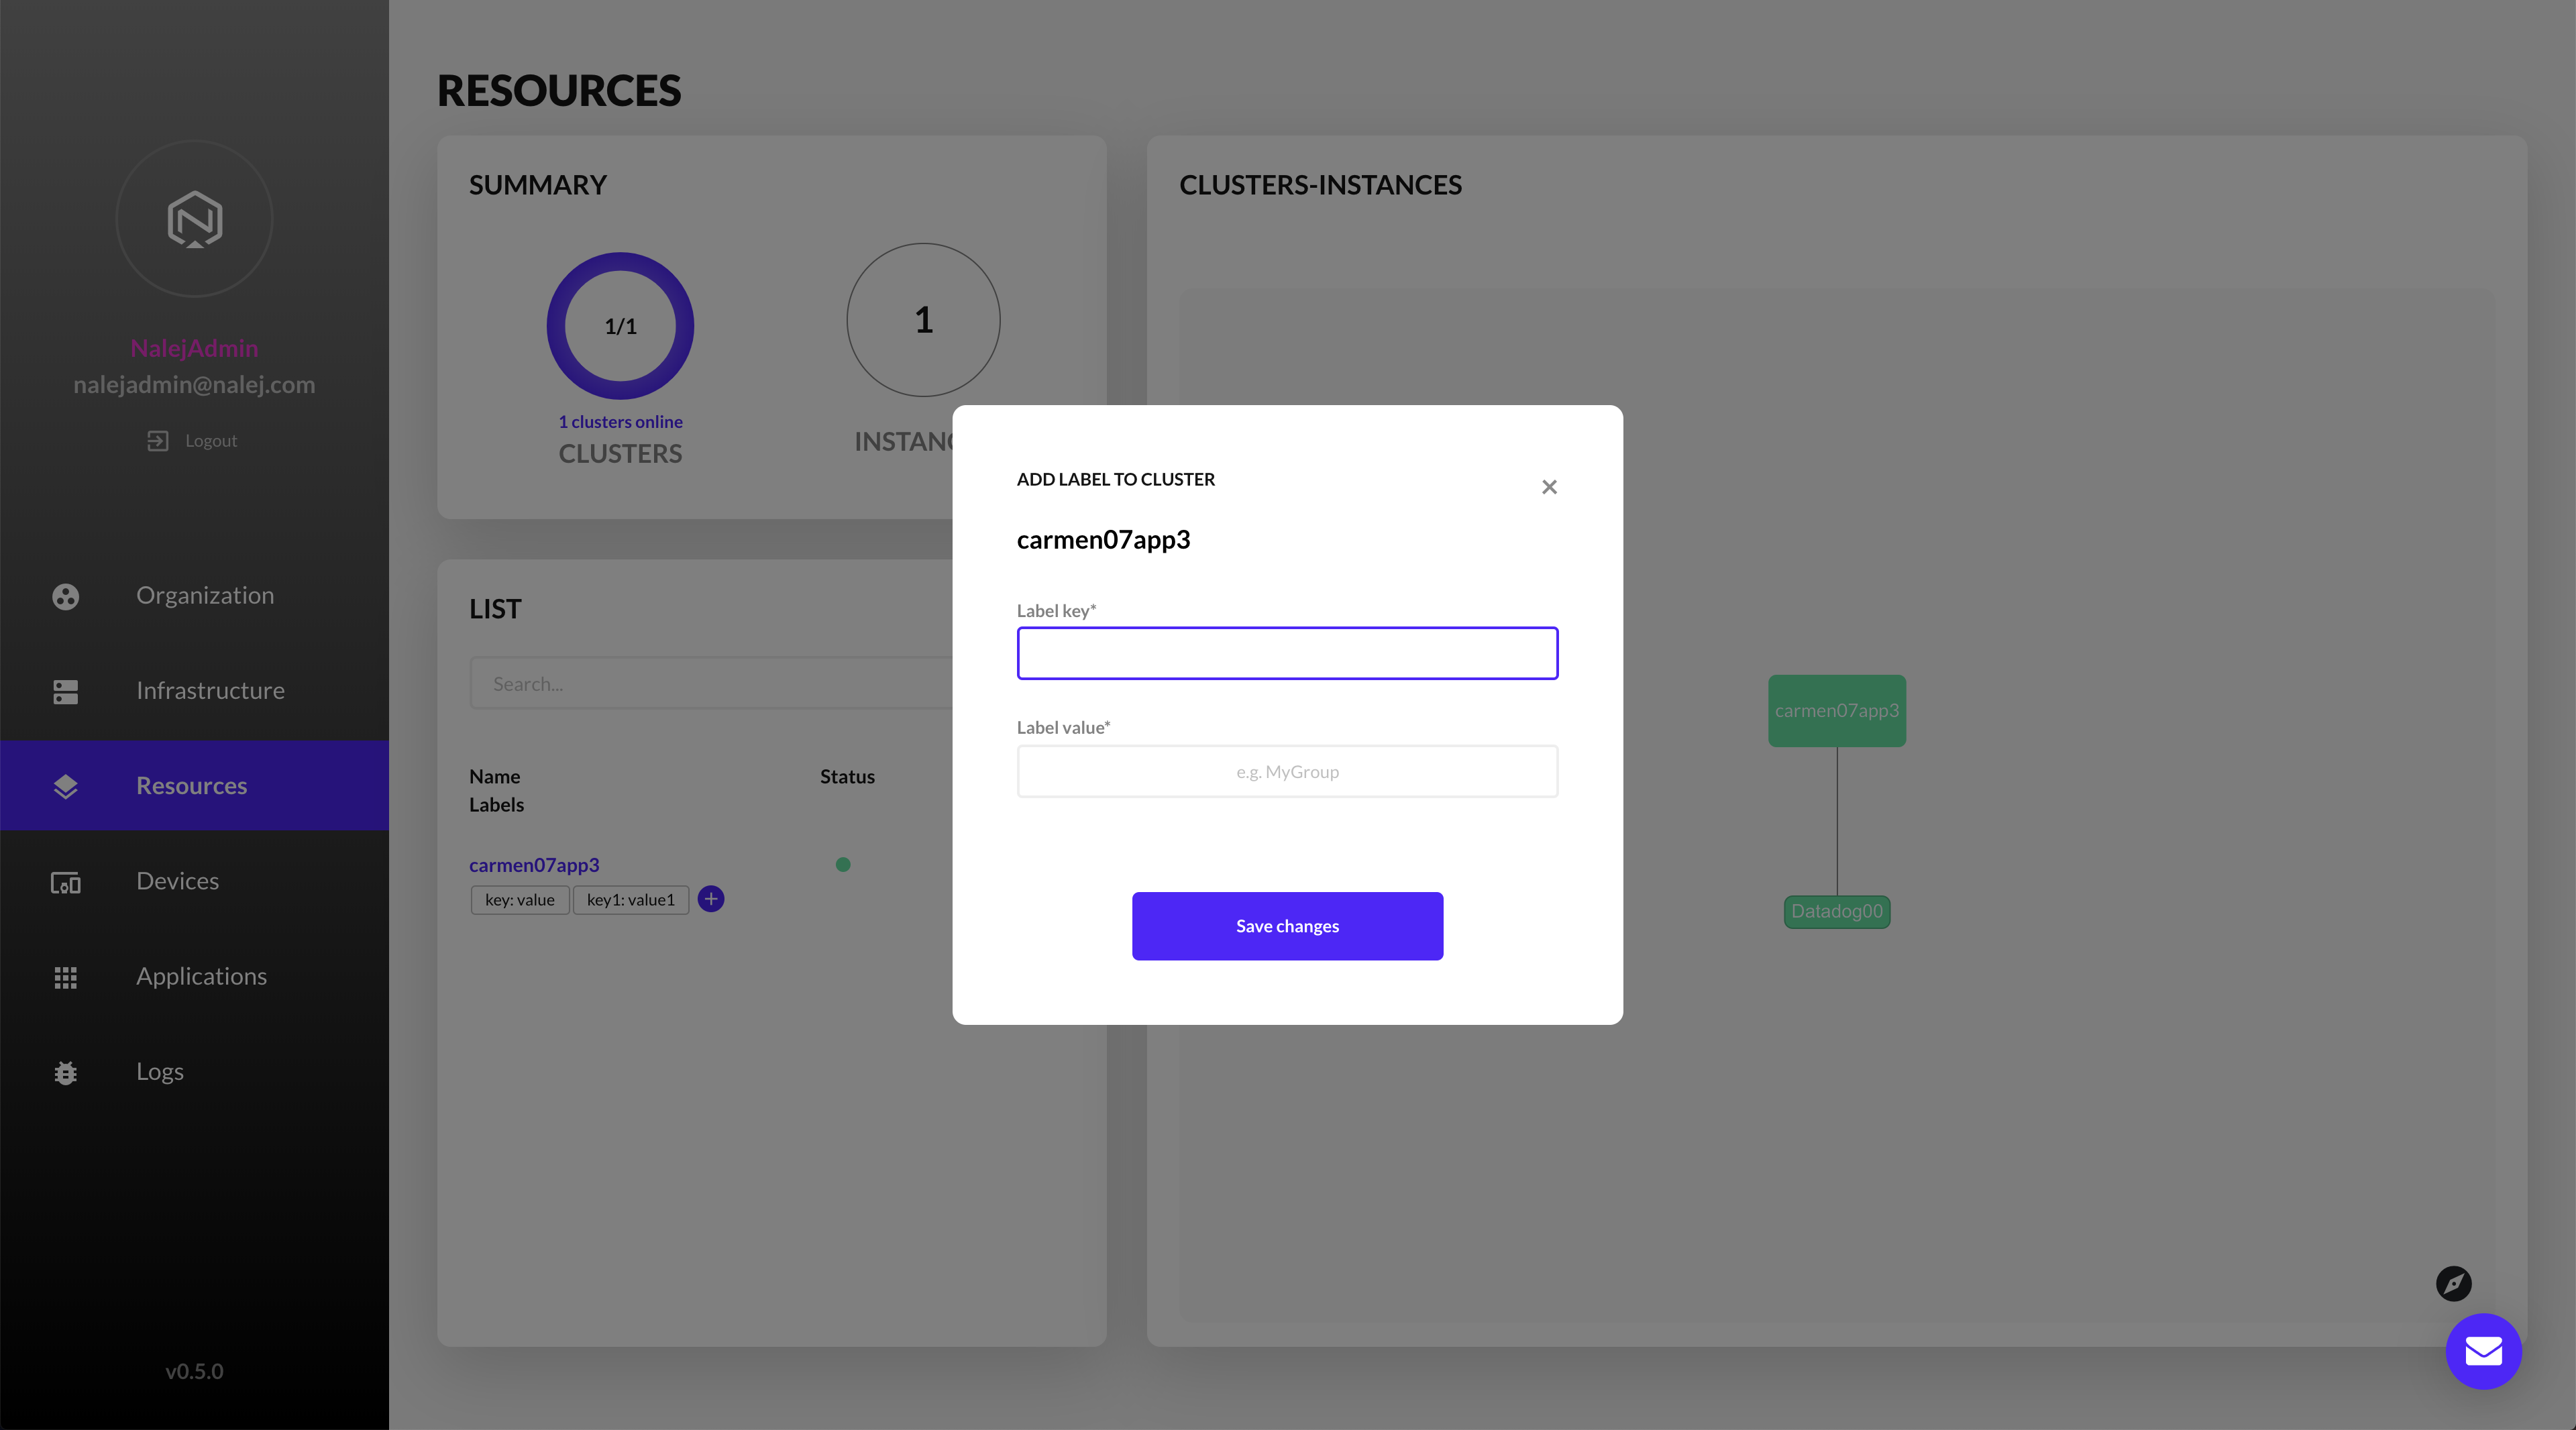 NalejAdmin
nalejadmin@nalej.com
Logout
Organization
Infrastructure
Resources
Devices
Applications
Logs
v0.5.0
RESOURCES
SUMMARY
1/1
1 clusters online
CLUSTERS
1
LIST
Search...
Name
Status
Labels
carmen07app3
key: value
key1: value1
CLUSTERS-INSTANCES
carmen07app3
Datadog00
ADD LABEL TO CLUSTER
carmen07app3
Label key*
Label value*
e.g. MyGroup
Save changes